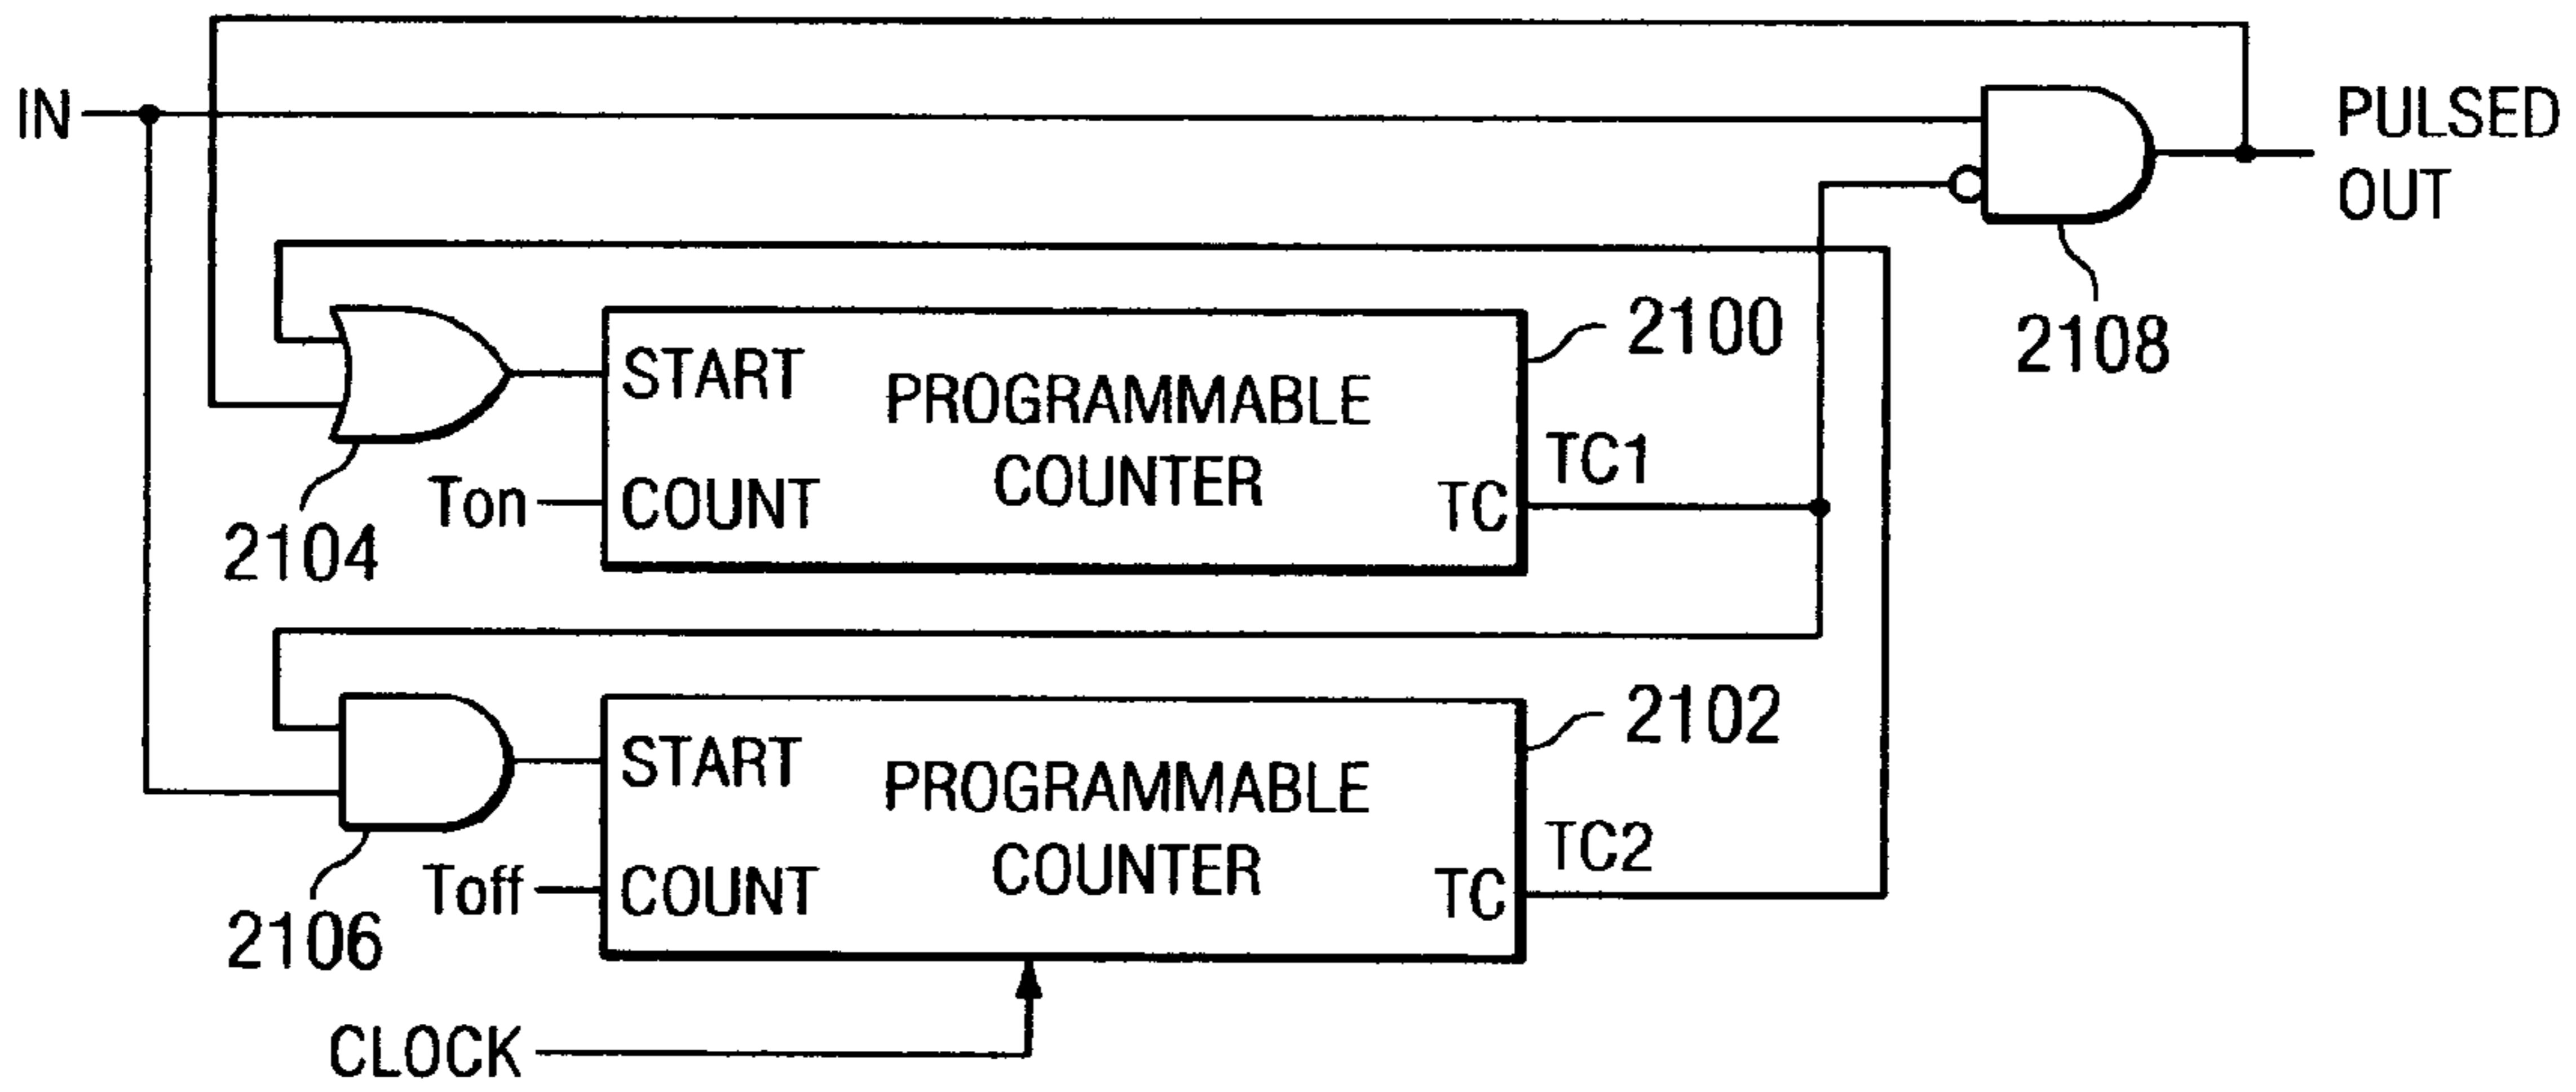 IN
PULSED
OUT
2108
2104
START
Ton
COUNT
PROGRAMMABLE
COUNTER
TC
TC1
2100
2106
START
Toff
COUNT
PROGRAMMABLE
COUNTER
TC
TC2
2102
CLOCK